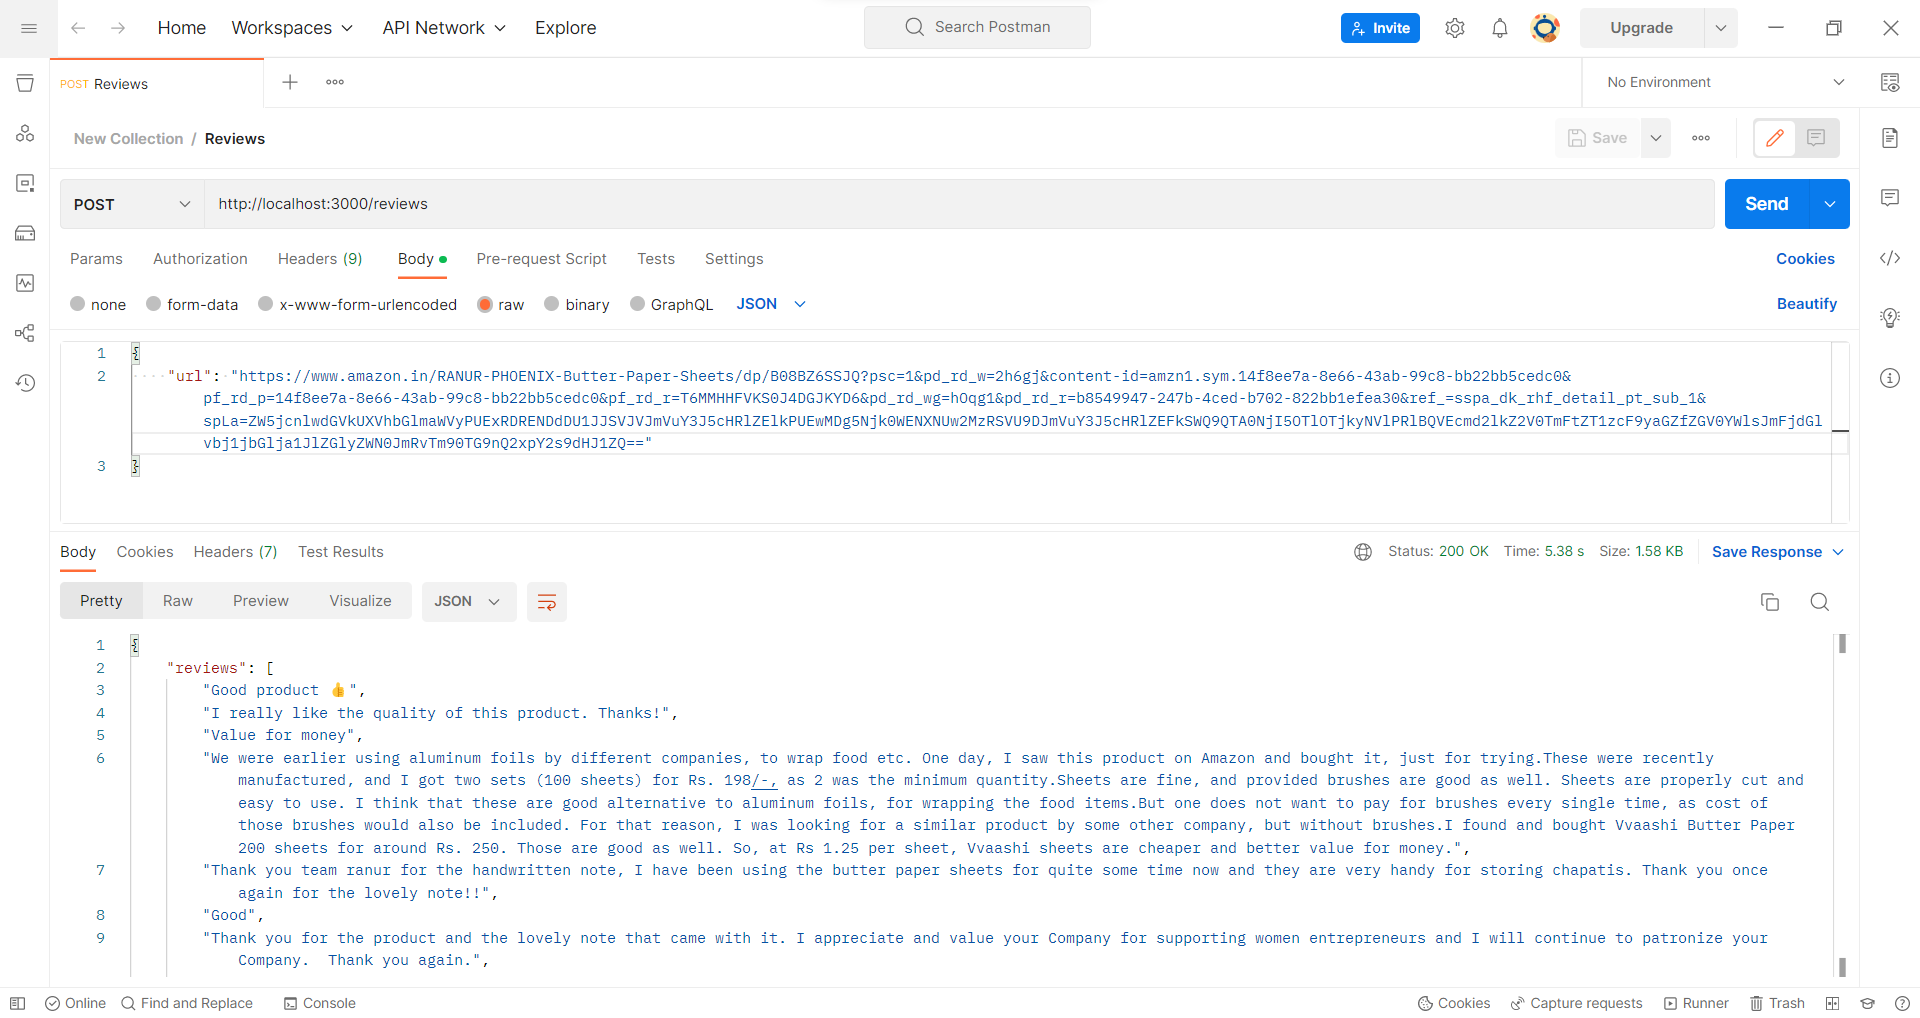 Home Workspaces API Network Explore Search Postman Invite Upgrade
POST Reviews No Environment
New Collection / Reviews Save
POST http://localhost:3000/reviews Send
Params Authorization Headers (9) Body Pre-request Script Tests Settings Cookies
none form-data x-www-form-urlencoded raw binary GraphQL JSON Beautify
1 {
2 "url": "https://www.amazon.in/RANUR-PHOENIX-Butter-Paper-Sheets/dp/B08BZ6SSJQ?psc=1&pd_rd_w=2h6gj&content-id=amzn1.sym.14f8ee7a-8e66-43ab-99c8-bb22bb5cedc0&
pf_rd_p=14f8ee7a-8e66-43ab-99c8-bb22bb5cedc0&pf_rd_r=T6MMHHFVKS0J4DGJKYD6&pd_rd_wg=hOqg1&pd_rd_r=b8549947-247b-4ced-b702-822bb1efea30&ref_=sspa_dk_rhf_detail_pt_sub_1&
spLa=ZW5jcnlwdGVkUXVhbGlmaWVyPUExRDRENDdDU1JJSVJVJmVuY3J5cHRlZElkPUEwMDg5Njk0WENXNUw2MzRSVU9DJmVuY3J5cHRlZEFkSWQ9QTA0NjI5OTlOTjkyNVlPRlBQVEcmd2lkZ2V0TmFtZT1zcF9yaGZfZGV0YWlsJmFjdGl
vbj1jbGlja1JlZGlyZWN0JmRvTm90TG9nQ2xpY2s9dHJ1ZQ=="
3 }
Body Cookies Headers (7) Test Results Status: 200 OK Time: 5.38 s Size: 1.58 KB Save Response
Pretty Raw Preview Visualize JSON
1 {
2 "reviews": [
3 "Good product 👍",
4 "I really like the quality of this product. Thanks!",
5 "Value for money",
6 "We were earlier using aluminum foils by different companies, to wrap food etc. One day, I saw this product on Amazon and bought it, just for trying.These were recently
manufactured, and I got two sets (100 sheets) for Rs. 198/-, as 2 was the minimum quantity.Sheets are fine, and provided brushes are good as well. Sheets are properly cut and
easy to use. I think that these are good alternative to aluminum foils, for wrapping the food items.But one does not want to pay for brushes every single time, as cost of
those brushes would also be included. For that reason, I was looking for a similar product by some other company, but without brushes.I found and bought Vvaashi Butter Paper
200 sheets for around Rs. 250. Those are good as well. So, at Rs 1.25 per sheet, Vvaashi sheets are cheaper and better value for money.",
7 "Thank you team ranur for the handwritten note, I have been using the butter paper sheets for quite some time now and they are very handy for storing chapatis. Thank you once
again for the lovely note!!",
8 "Good",
9 "Thank you for the product and the lovely note that came with it. I appreciate and value your Company for supporting women entrepreneurs and I will continue to patronize your
Company.  Thank you again.",
Online Find and Replace Console Cookies Capture requests Runner Trash